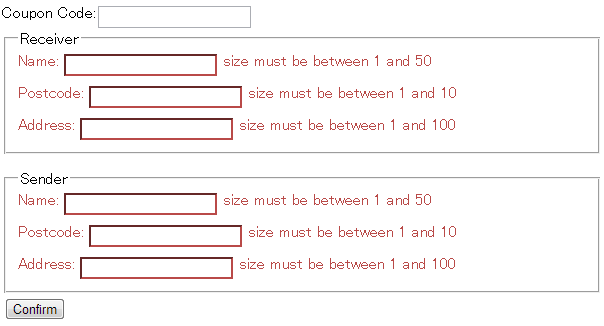 Coupon Code:
Receiver
Name: size must be between 1 and 50
Postcode: size must be between 1 and 10
Address: size must be between 1 and 100
Sender
Name: size must be between 1 and 50
Postcode: size must be between 1 and 10
Address: size must be between 1 and 100
Confirm